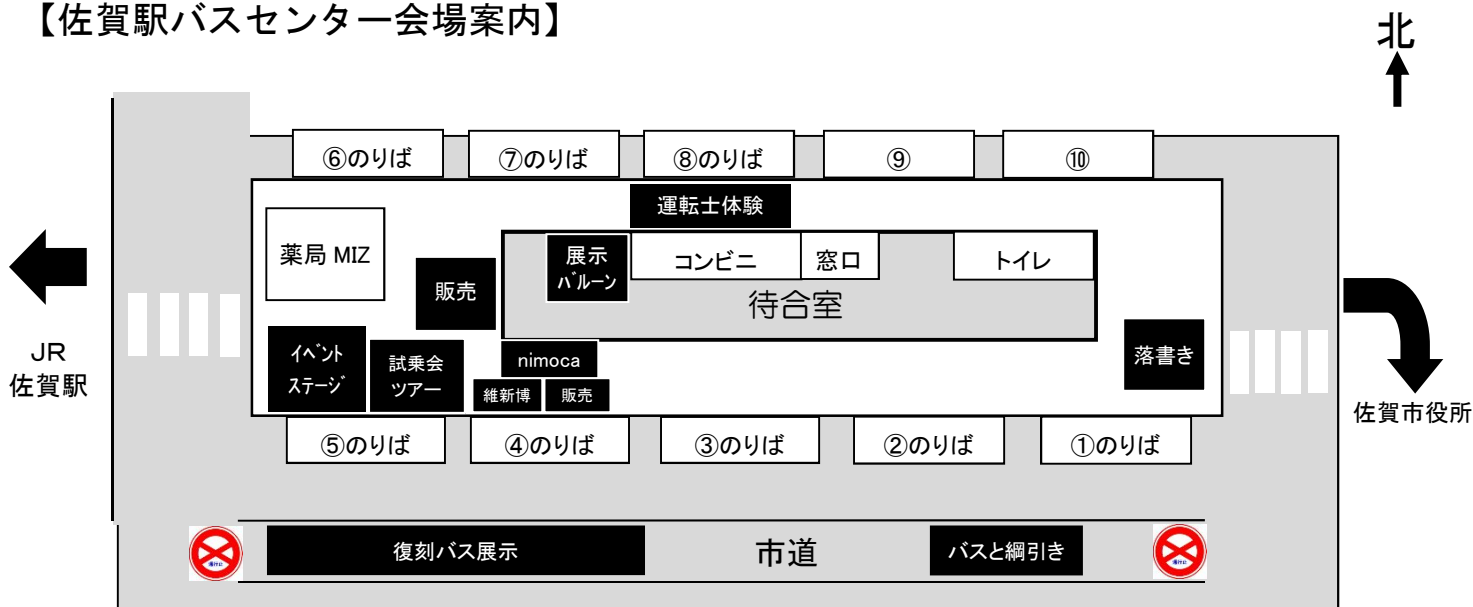 【佐賀駅バスセンター会場案内】
北
⑥のりば
⑦のりば
⑧のりば
⑨
⑩
運転士体験
薬局 MIZ
販売
展示
バルーン
コンビニ
窓口
トイレ
待合室
JR
佐賀駅
イベント
ステージ
試乗会
ツアー
nimoca
維新博
販売
落書き
佐賀市役所
⑤のりば
④のりば
③のりば
②のりば
①のりば
復刻バス展示
市道
バスと綱引き